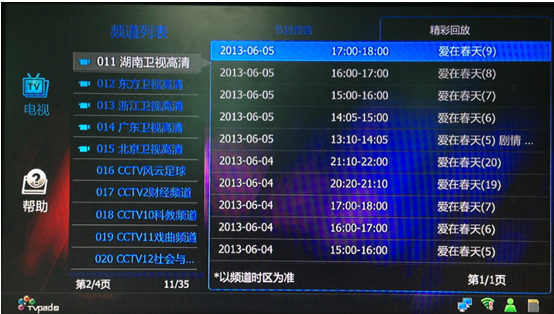 频道列表
节目预告
精彩回放
电视
帮助
011 湖南卫视高清
012 东方卫视高清
013 浙江卫视高清
014 广东卫视高清
015 北京卫视高清
016 CCTV风云足球
017 CCTV2财经频道
018 CCTV10科教频道
019 CCTV11戏曲频道
020 CCTV12社会与...
第2/4页 11/35
2013-06-05 17:00-18:00 爱在春天(9)
2013-06-05 16:00-17:00 爱在春天(8)
2013-06-05 15:00-16:00 爱在春天(7)
2013-06-05 14:05-15:00 爱在春天(6)
2013-06-05 13:10-14:05 爱在春天(5) 剧情 ...
2013-06-04 21:10-22:00 爱在春天(20)
2013-06-04 20:20-21:10 爱在春天(19)
2013-06-04 17:00-18:00 爱在春天(7)
2013-06-04 16:00-17:00 爱在春天(6)
2013-06-04 15:00-16:00 爱在春天(5)
*以频道时区为准 第1/1页
TVpad